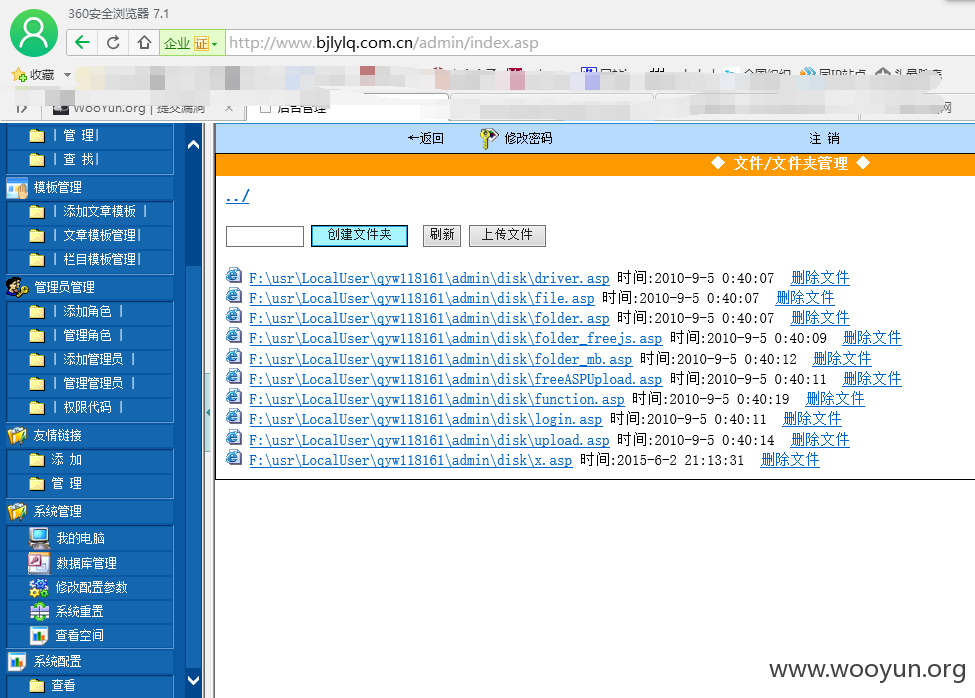 360安全浏览器 7.1
企业 证 http://www.bjlylq.com.cn/admin/index.asp
收藏
WooYun.org | 提交漏洞 × 后台管理
| 管 理|
| 查 找|
模板管理
| 添加文章模板 |
| 文章模板管理|
| 栏目模板管理|
管理员管理
| 添加角色 |
| 管理角色 |
| 添加管理员 |
| 管理管理员 |
| 权限代码 |
友情链接
添 加
管 理
系统管理
我的电脑
数据库管理
修改配置参数
系统重置
查看空间
系统配置
查看
←返回 修改密码 注 销
◆ 文件/文件夹管理 ◆
../
创建文件夹 刷新 上传文件
F:\usr\LocalUser\qyw118161\admin\disk\driver.asp 时间:2010-9-5 0:40:07 删除文件
F:\usr\LocalUser\qyw118161\admin\disk\file.asp 时间:2010-9-5 0:40:07 删除文件
F:\usr\LocalUser\qyw118161\admin\disk\folder.asp 时间:2010-9-5 0:40:07 删除文件
F:\usr\LocalUser\qyw118161\admin\disk\folder_freejs.asp 时间:2010-9-5 0:40:09 删除文件
F:\usr\LocalUser\qyw118161\admin\disk\folder_mb.asp 时间:2010-9-5 0:40:12 删除文件
F:\usr\LocalUser\qyw118161\admin\disk\freeASPUpload.asp 时间:2010-9-5 0:40:11 删除文件
F:\usr\LocalUser\qyw118161\admin\disk\function.asp 时间:2010-9-5 0:40:19 删除文件
F:\usr\LocalUser\qyw118161\admin\disk\login.asp 时间:2010-9-5 0:40:11 删除文件
F:\usr\LocalUser\qyw118161\admin\disk\upload.asp 时间:2010-9-5 0:40:14 删除文件
F:\usr\LocalUser\qyw118161\admin\disk\x.asp 时间:2015-6-2 21:13:31 删除文件
www.wooyun.org